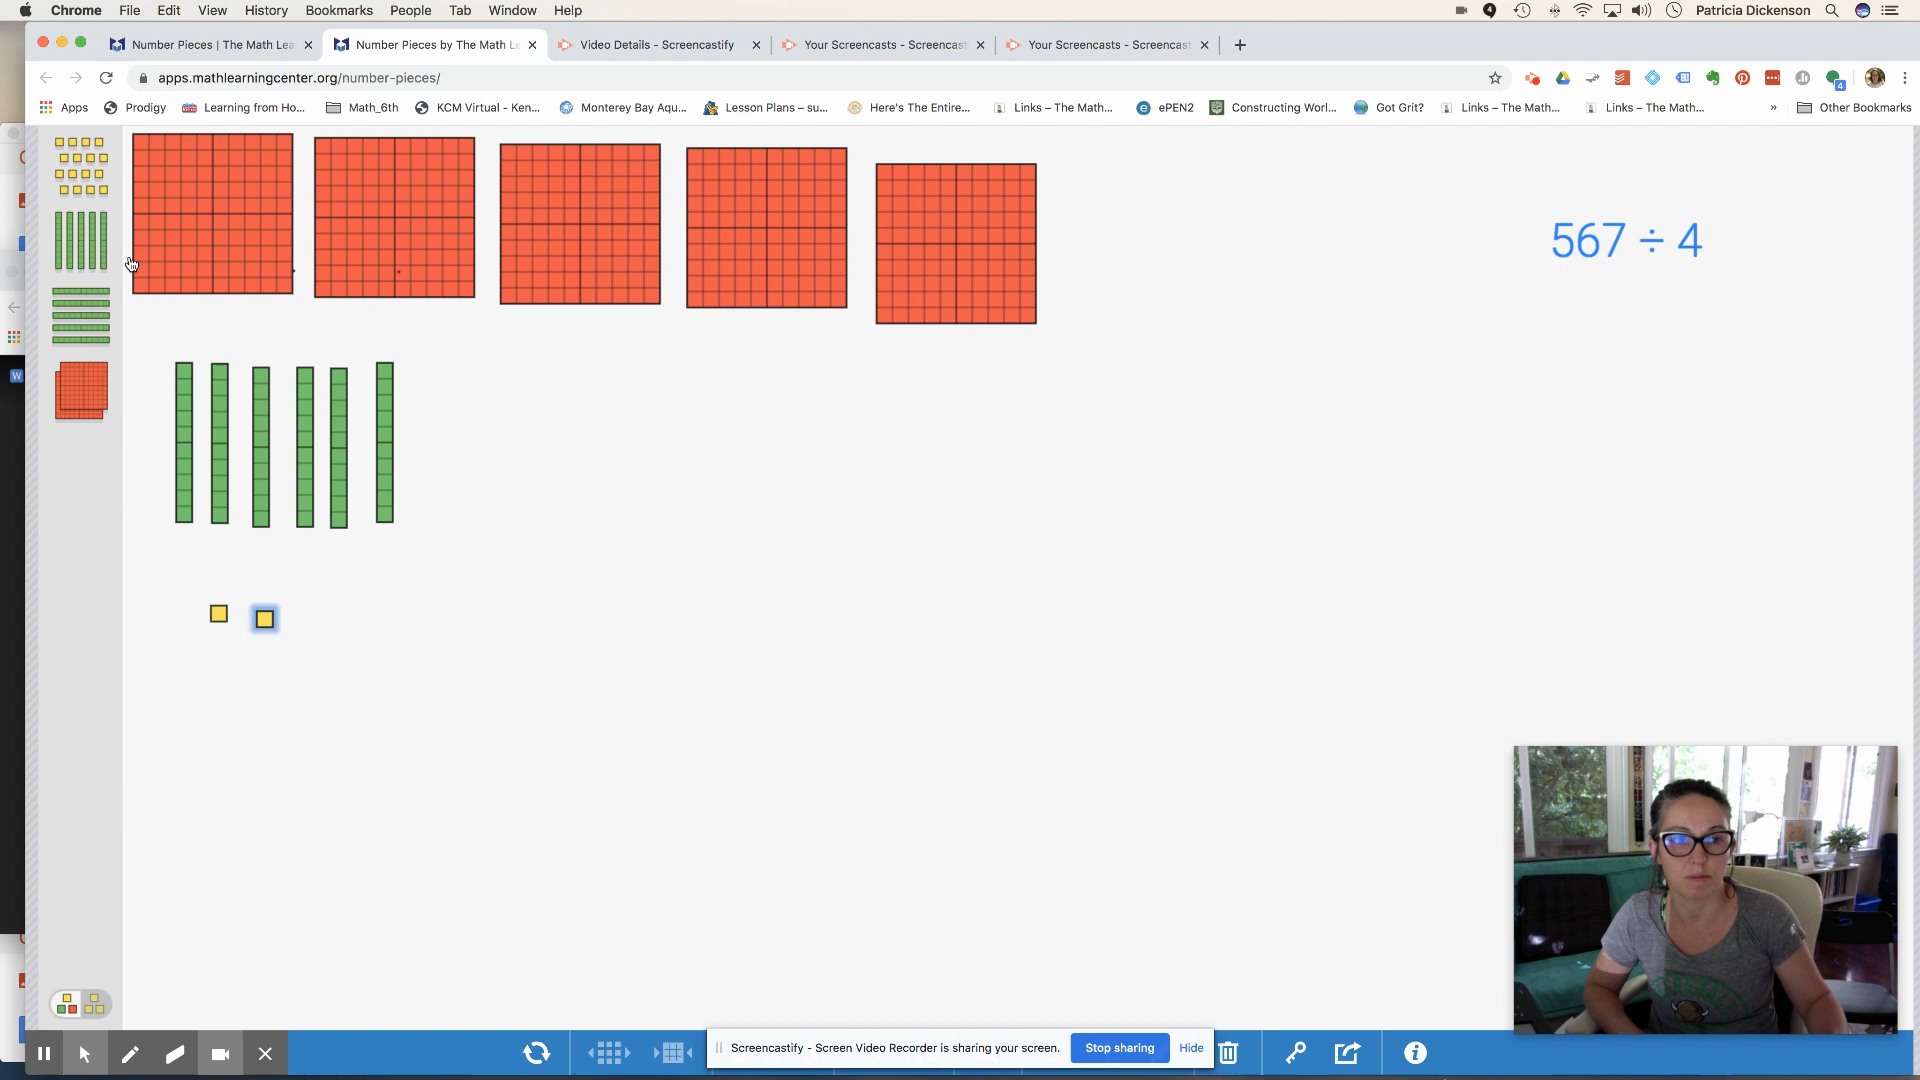 Chrome File Edit View History Bookmarks People Tab Window Help
4 Patricia Dickenson
Number Pieces | The Math Lea
Number Pieces by The Math Le
Video Details - Screencastify
Your Screencasts - Screencast
Your Screencasts - Screencast
apps.mathlearningcenter.org/number-pieces/
4
Apps Prodigy Learning from Ho... Math_6th KCM Virtual - Ken... Monterey Bay Aqu... Lesson Plans – su... Here's The Entire... Links – The Math... ePEN2 Constructing Worl... Got Grit? Links – The Math... Links – The Math... » Other Bookmarks
567 ÷ 4
W
Screencastify - Screen Video Recorder is sharing your screen. Stop sharing Hide